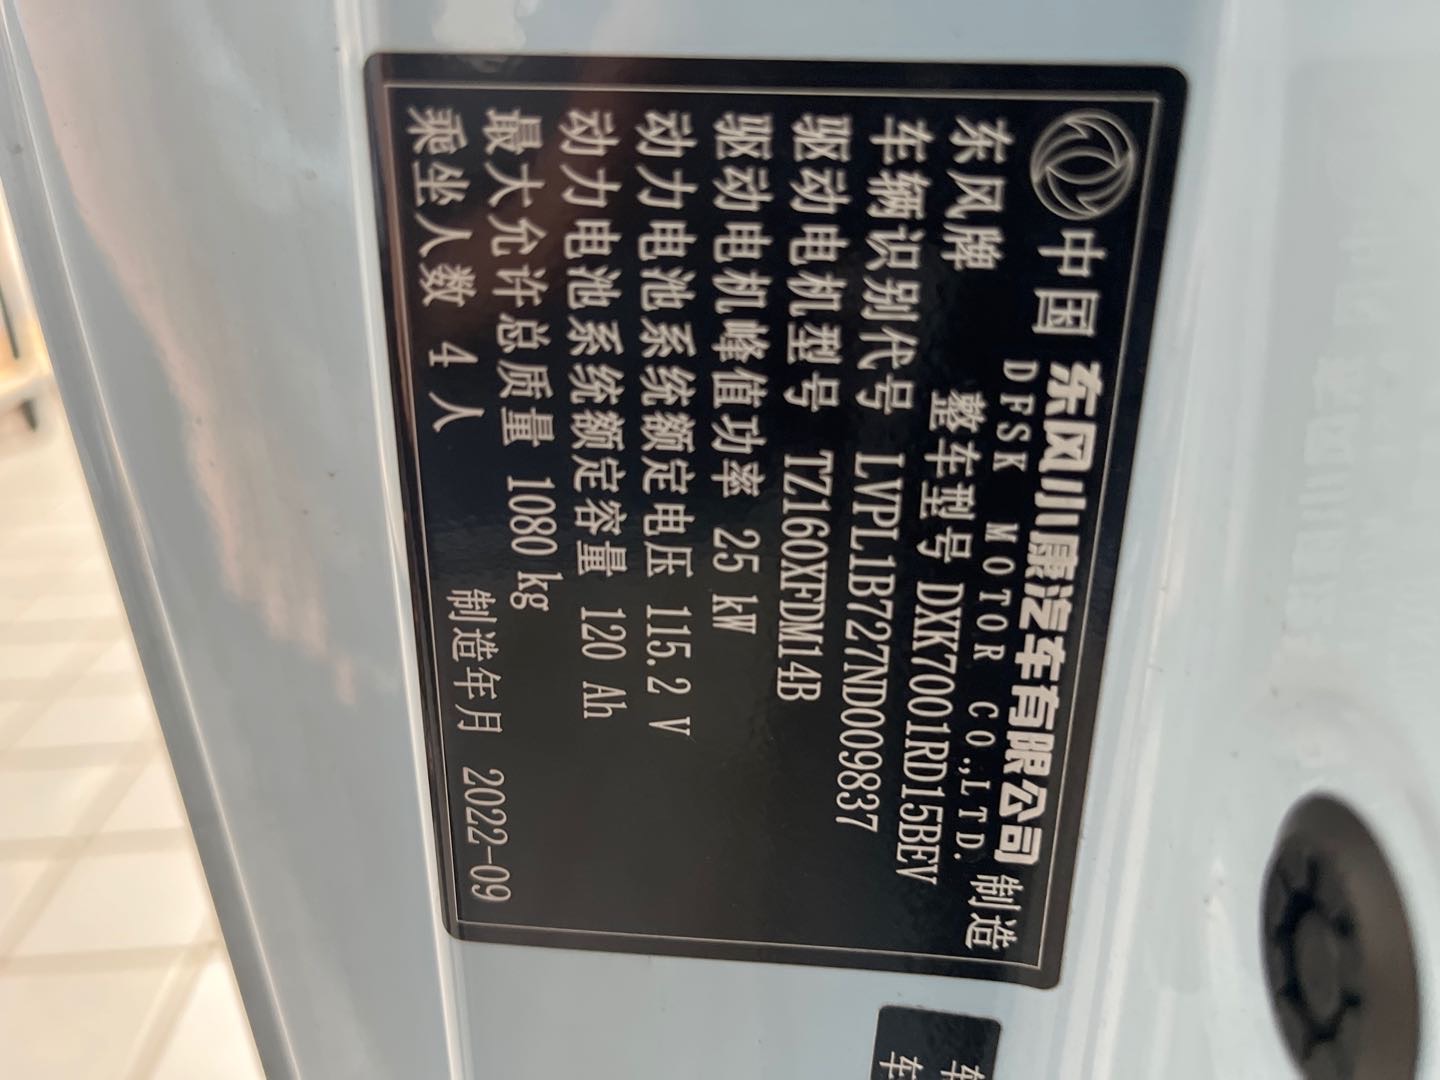 中国 东风小康汽车有限公司 制造
DFSK MOTOR CO.,LTD.
东风牌 整车型号 DXK7001RD15BEV
车辆识别代号 LVPL1B727ND009837
驱动电机型号 TZ160XFDM14B
驱动电机峰值功率 25 kW
动力电池系统额定电压 115.2 V
动力电池系统额定容量 120 Ah
最大允许总质量 1080 kg
乘坐人数 4 人 制造年月 2022-09
车
车